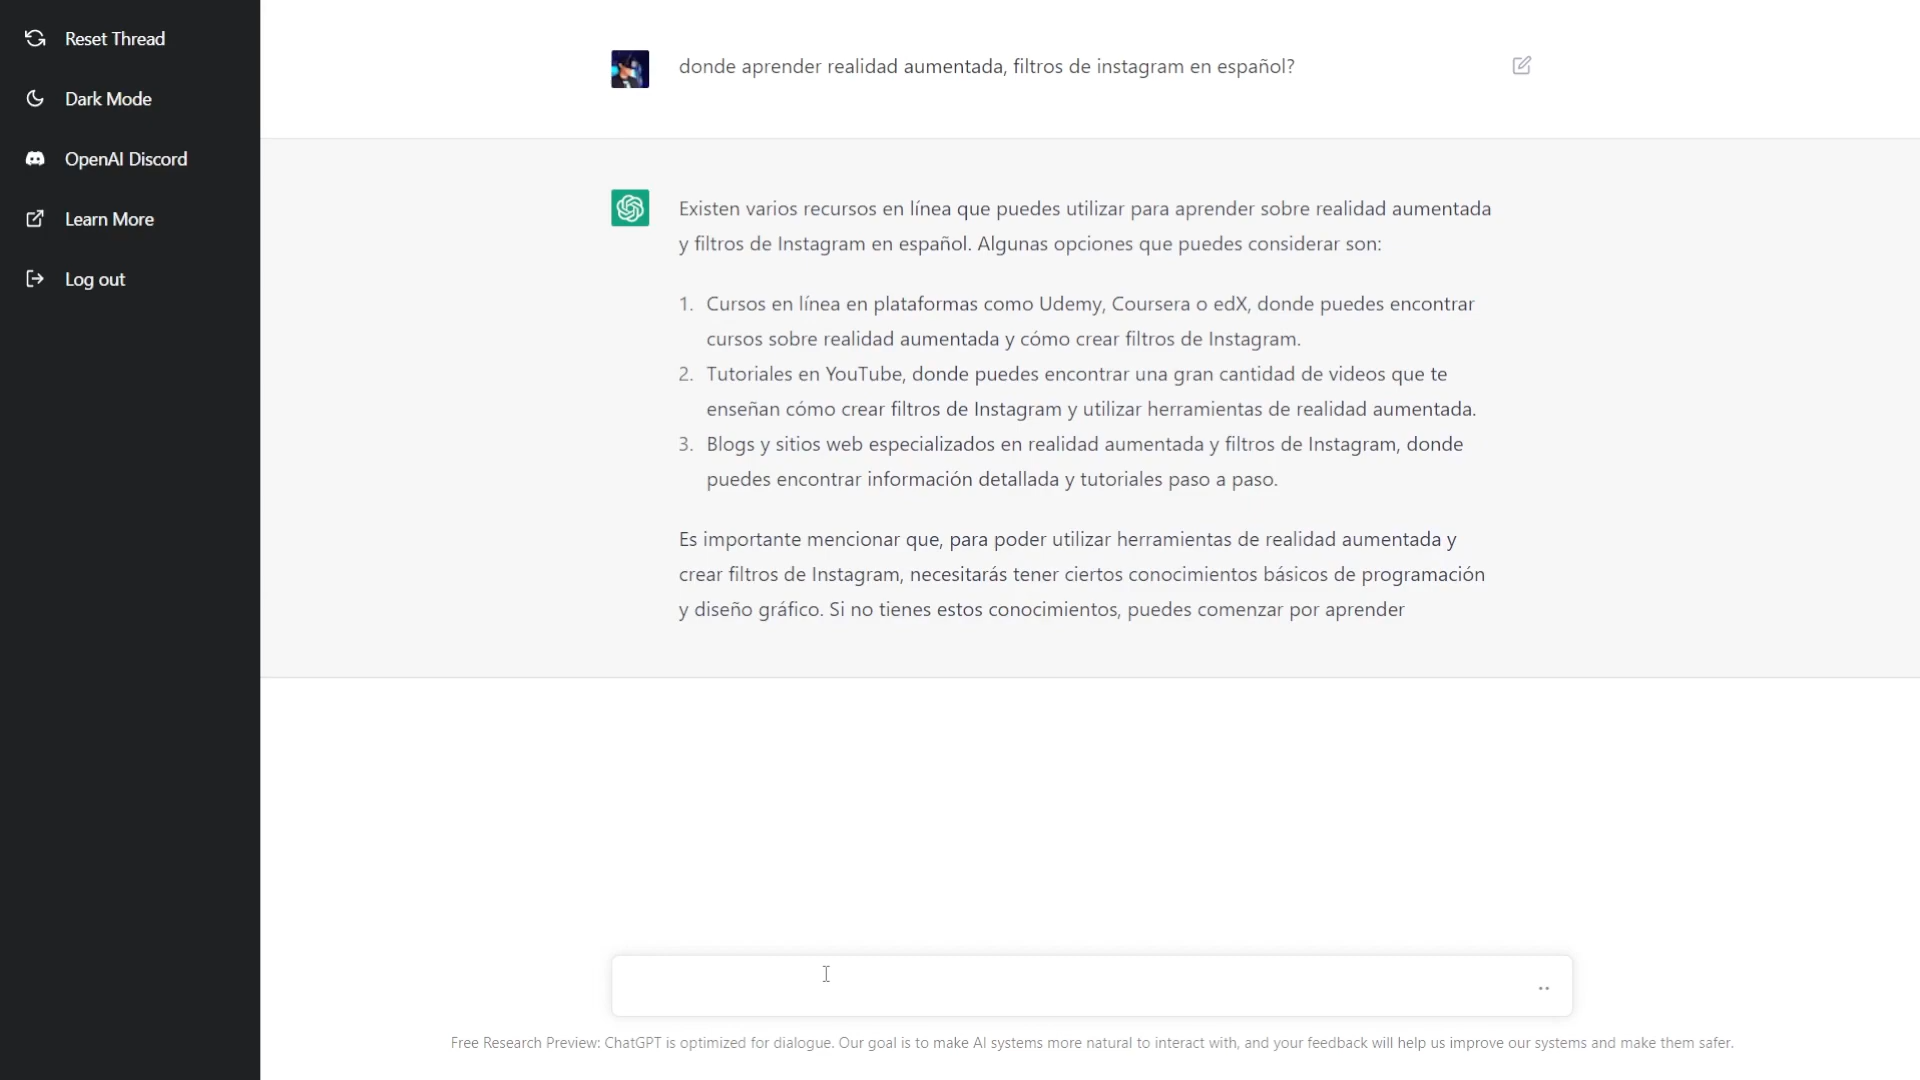 Reset Thread
Dark Mode
OpenAI Discord
Learn More
Log out
donde aprender realidad aumentada, filtros de instagram en español?
Existen varios recursos en línea que puedes utilizar para aprender sobre realidad aumentada
y filtros de Instagram en español. Algunas opciones que puedes considerar son:
1. Cursos en línea en plataformas como Udemy, Coursera o edX, donde puedes encontrar
cursos sobre realidad aumentada y cómo crear filtros de Instagram.
2. Tutoriales en YouTube, donde puedes encontrar una gran cantidad de videos que te
enseñan cómo crear filtros de Instagram y utilizar herramientas de realidad aumentada.
3. Blogs y sitios web especializados en realidad aumentada y filtros de Instagram, donde
puedes encontrar información detallada y tutoriales paso a paso.
Es importante mencionar que, para poder utilizar herramientas de realidad aumentada y
crear filtros de Instagram, necesitarás tener ciertos conocimientos básicos de programación
y diseño gráfico. Si no tienes estos conocimientos, puedes comenzar por aprender
Free Research Preview: ChatGPT is optimized for dialogue. Our goal is to make AI systems more natural to interact with, and your feedback will help us improve our systems and make them safer.